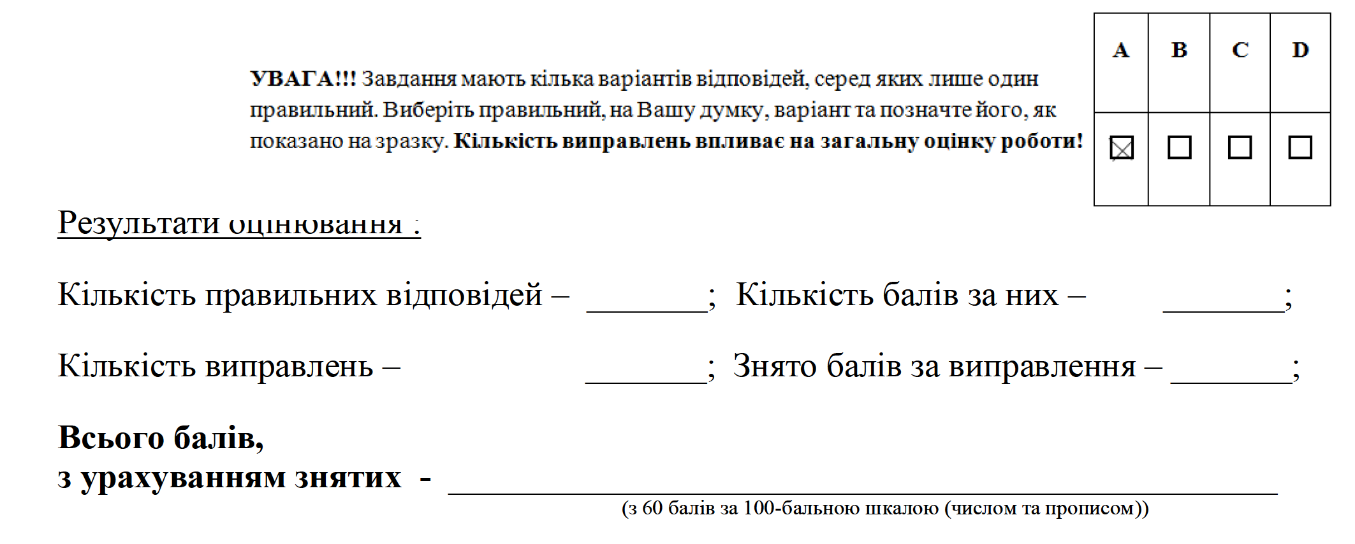 A B C D
УВАГА!!! Завдання мають кілька варіантів відповідей, серед яких лише один
правильний. Виберіть правильний, на Вашу думку, варіант та позначте його, як
показано на зразку. Кількість виправлень впливає на загальну оцінку роботи!
Результати оцінювання :
Кількість правильних відповідей – _______; Кількість балів за них – _______;
Кількість виправлень – _______; Знято балів за виправлення – _______;
Всього балів,
з урахуванням знятих - _______
(з 60 балів за 100-бальною шкалою (числом та прописом))